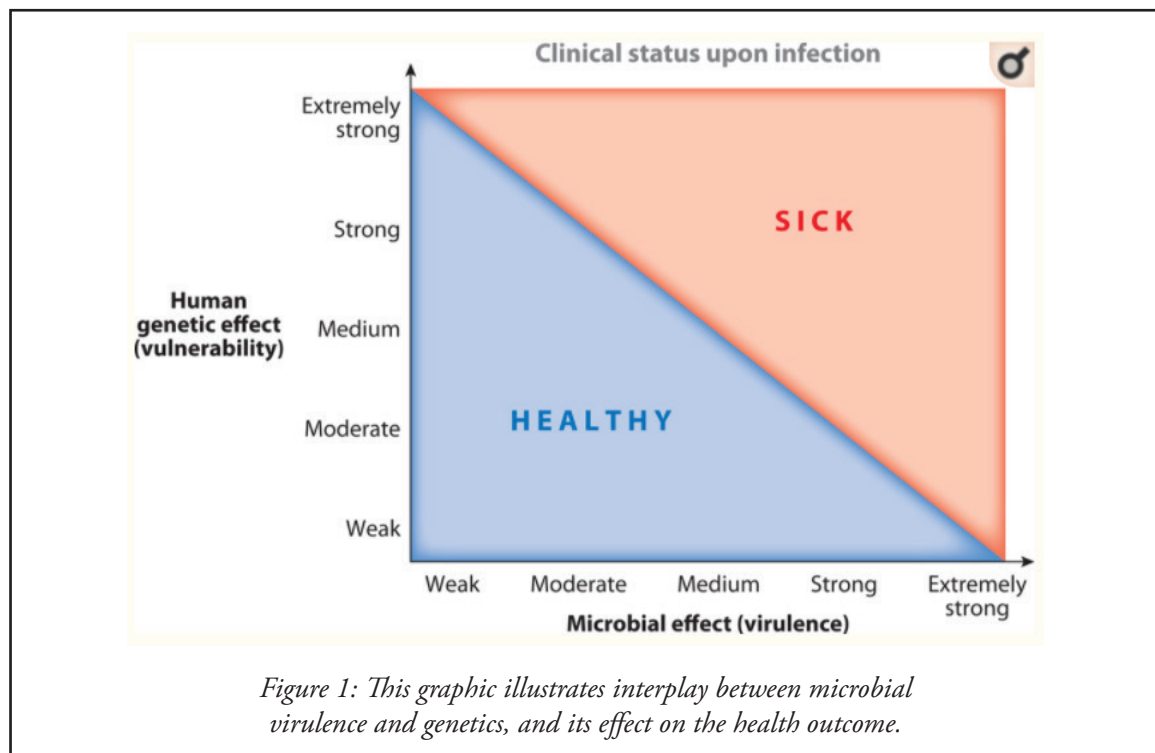 Clinical status upon infection
Extremely
strong
Strong
Human
genetic effect
(vulnerability)
Medium
Moderate
Weak
SICK
HEALTHY
Weak
Moderate
Medium
Strong
Extremely
strong
Microbial effect (virulence)
Figure 1: This graphic illustrates interplay between microbial
virulence and genetics, and its effect on the health outcome.